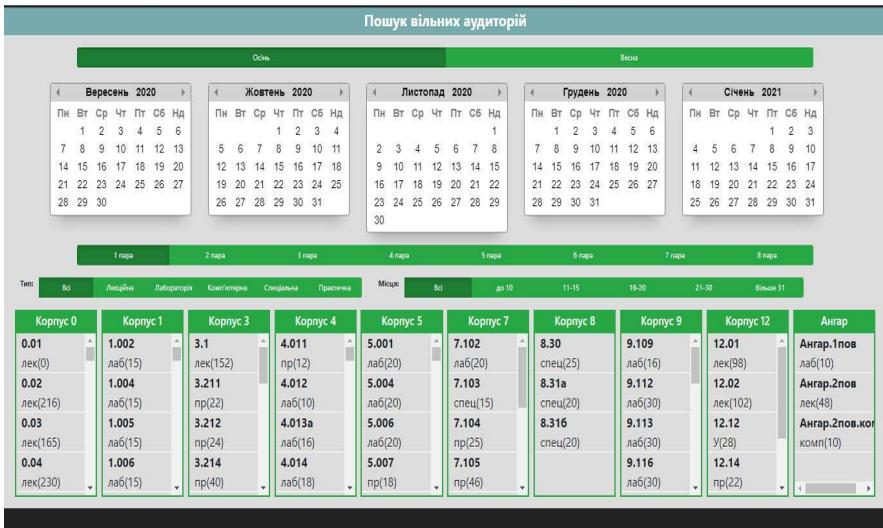 Пошук вільних аудиторій
Осінь Весна
Вересень 2020
Пн Вт Ср Чт Пт Сб Нд
1 2 3 4 5 6
7 8 9 10 11 12 13
14 15 16 17 18 19 20
21 22 23 24 25 26 27
28 29 30
Жовтень 2020
Пн Вт Ср Чт Пт Сб Нд
1 2 3 4
5 6 7 8 9 10 11
12 13 14 15 16 17 18
19 20 21 22 23 24 25
26 27 28 29 30 31
Листопад 2020
Пн Вт Ср Чт Пт Сб Нд
1
2 3 4 5 6 7 8
9 10 11 12 13 14 15
16 17 18 19 20 21 22
23 24 25 26 27 28 29
30
Грудень 2020
Пн Вт Ср Чт Пт Сб Нд
1 2 3 4 5 6
7 8 9 10 11 12 13
14 15 16 17 18 19 20
21 22 23 24 25 26 27
28 29 30 31
Січень 2021
Пн Вт Ср Чт Пт Сб Нд
1 2 3
4 5 6 7 8 9 10
11 12 13 14 15 16 17
18 19 20 21 22 23 24
25 26 27 28 29 30 31
1 пара 2 пара 3 пара 4 пара 5 пара 6 пара 7 пара 8 пара
Тип: Всі Лекційна Лабораторія Комп'ютерна Спеціальна Практична
Місць: Всі до 10 11-15 16-20 21-30 більше 31
Корпус 0
0.01
лек(0)
0.02
лек(216)
0.03
лек(165)
0.04
лек(230)
Корпус 1
1.002
лаб(15)
1.004
лаб(15)
1.005
лаб(15)
1.006
лаб(15)
Корпус 3
3.1
лек(152)
3.211
пр(22)
3.212
пр(24)
3.214
пр(40)
Корпус 4
4.011
пр(12)
4.012
лаб(10)
4.013а
лаб(16)
4.014
лаб(18)
Корпус 5
5.001
лаб(20)
5.004
лаб(20)
5.006
лаб(20)
5.007
пр(18)
Корпус 7
7.102
лаб(20)
7.103
спец(15)
7.104
пр(25)
7.105
пр(46)
Корпус 8
8.30
спец(25)
8.31а
спец(20)
8.31б
спец(20)
Корпус 9
9.109
лаб(16)
9.112
лаб(30)
9.113
лаб(30)
9.116
лаб(30)
Корпус 12
12.01
лек(98)
12.02
лек(102)
12.12
У(28)
12.14
пр(22)
Ангар
Ангар.1пов
лаб(10)
Ангар.2пов
лек(48)
Ангар.2пов.ком
комп(10)